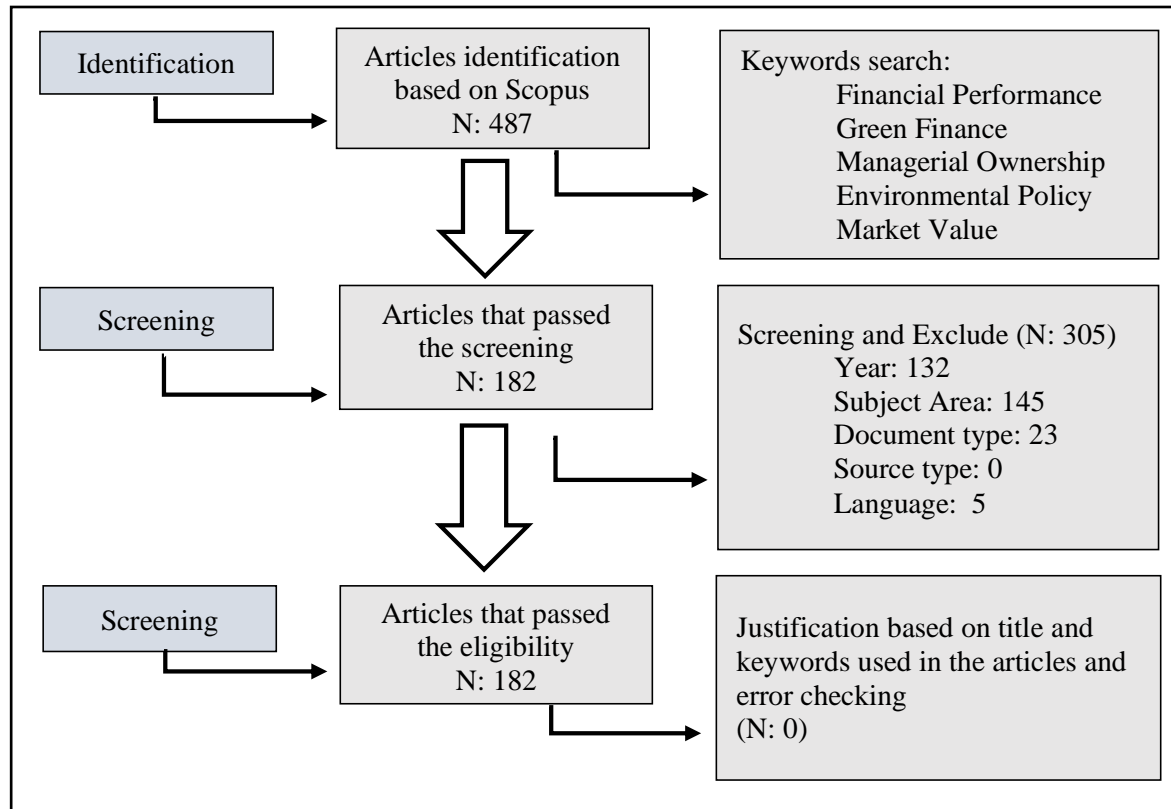 Identification
Articles identification
based on Scopus
N: 487
Keywords search:
Financial Performance
Green Finance
Managerial Ownership
Environmental Policy
Market Value
Screening
Articles that passed
the screening
N: 182
Screening and Exclude (N: 305)
Year: 132
Subject Area: 145
Document type: 23
Source type: 0
Language:  5
Screening
Articles that passed
the eligibility
N: 182
Justification based on title and
keywords used in the articles and
error checking
(N: 0)